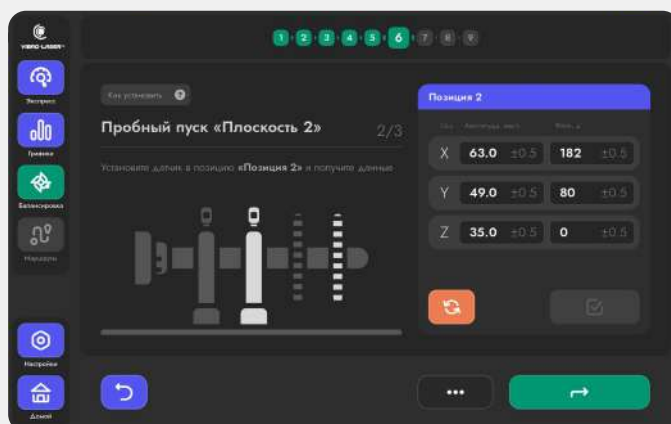 VIBRO-LASER
1 2 3 4 5 6 7 8 9
Экспресс
Графики
Балансировка
Маршруты
Настройки
Домой
Как установить ?
Пробный пуск «Плоскость 2» 2/3
Установите датчик в позицию «Позиция 2» и получите данные
Позиция 2
X 63.0 ±0.5 182 ±0.5
Y 49.0 ±0.5 80 ±0.5
Z 35.0 ±0.5 0 ±0.5